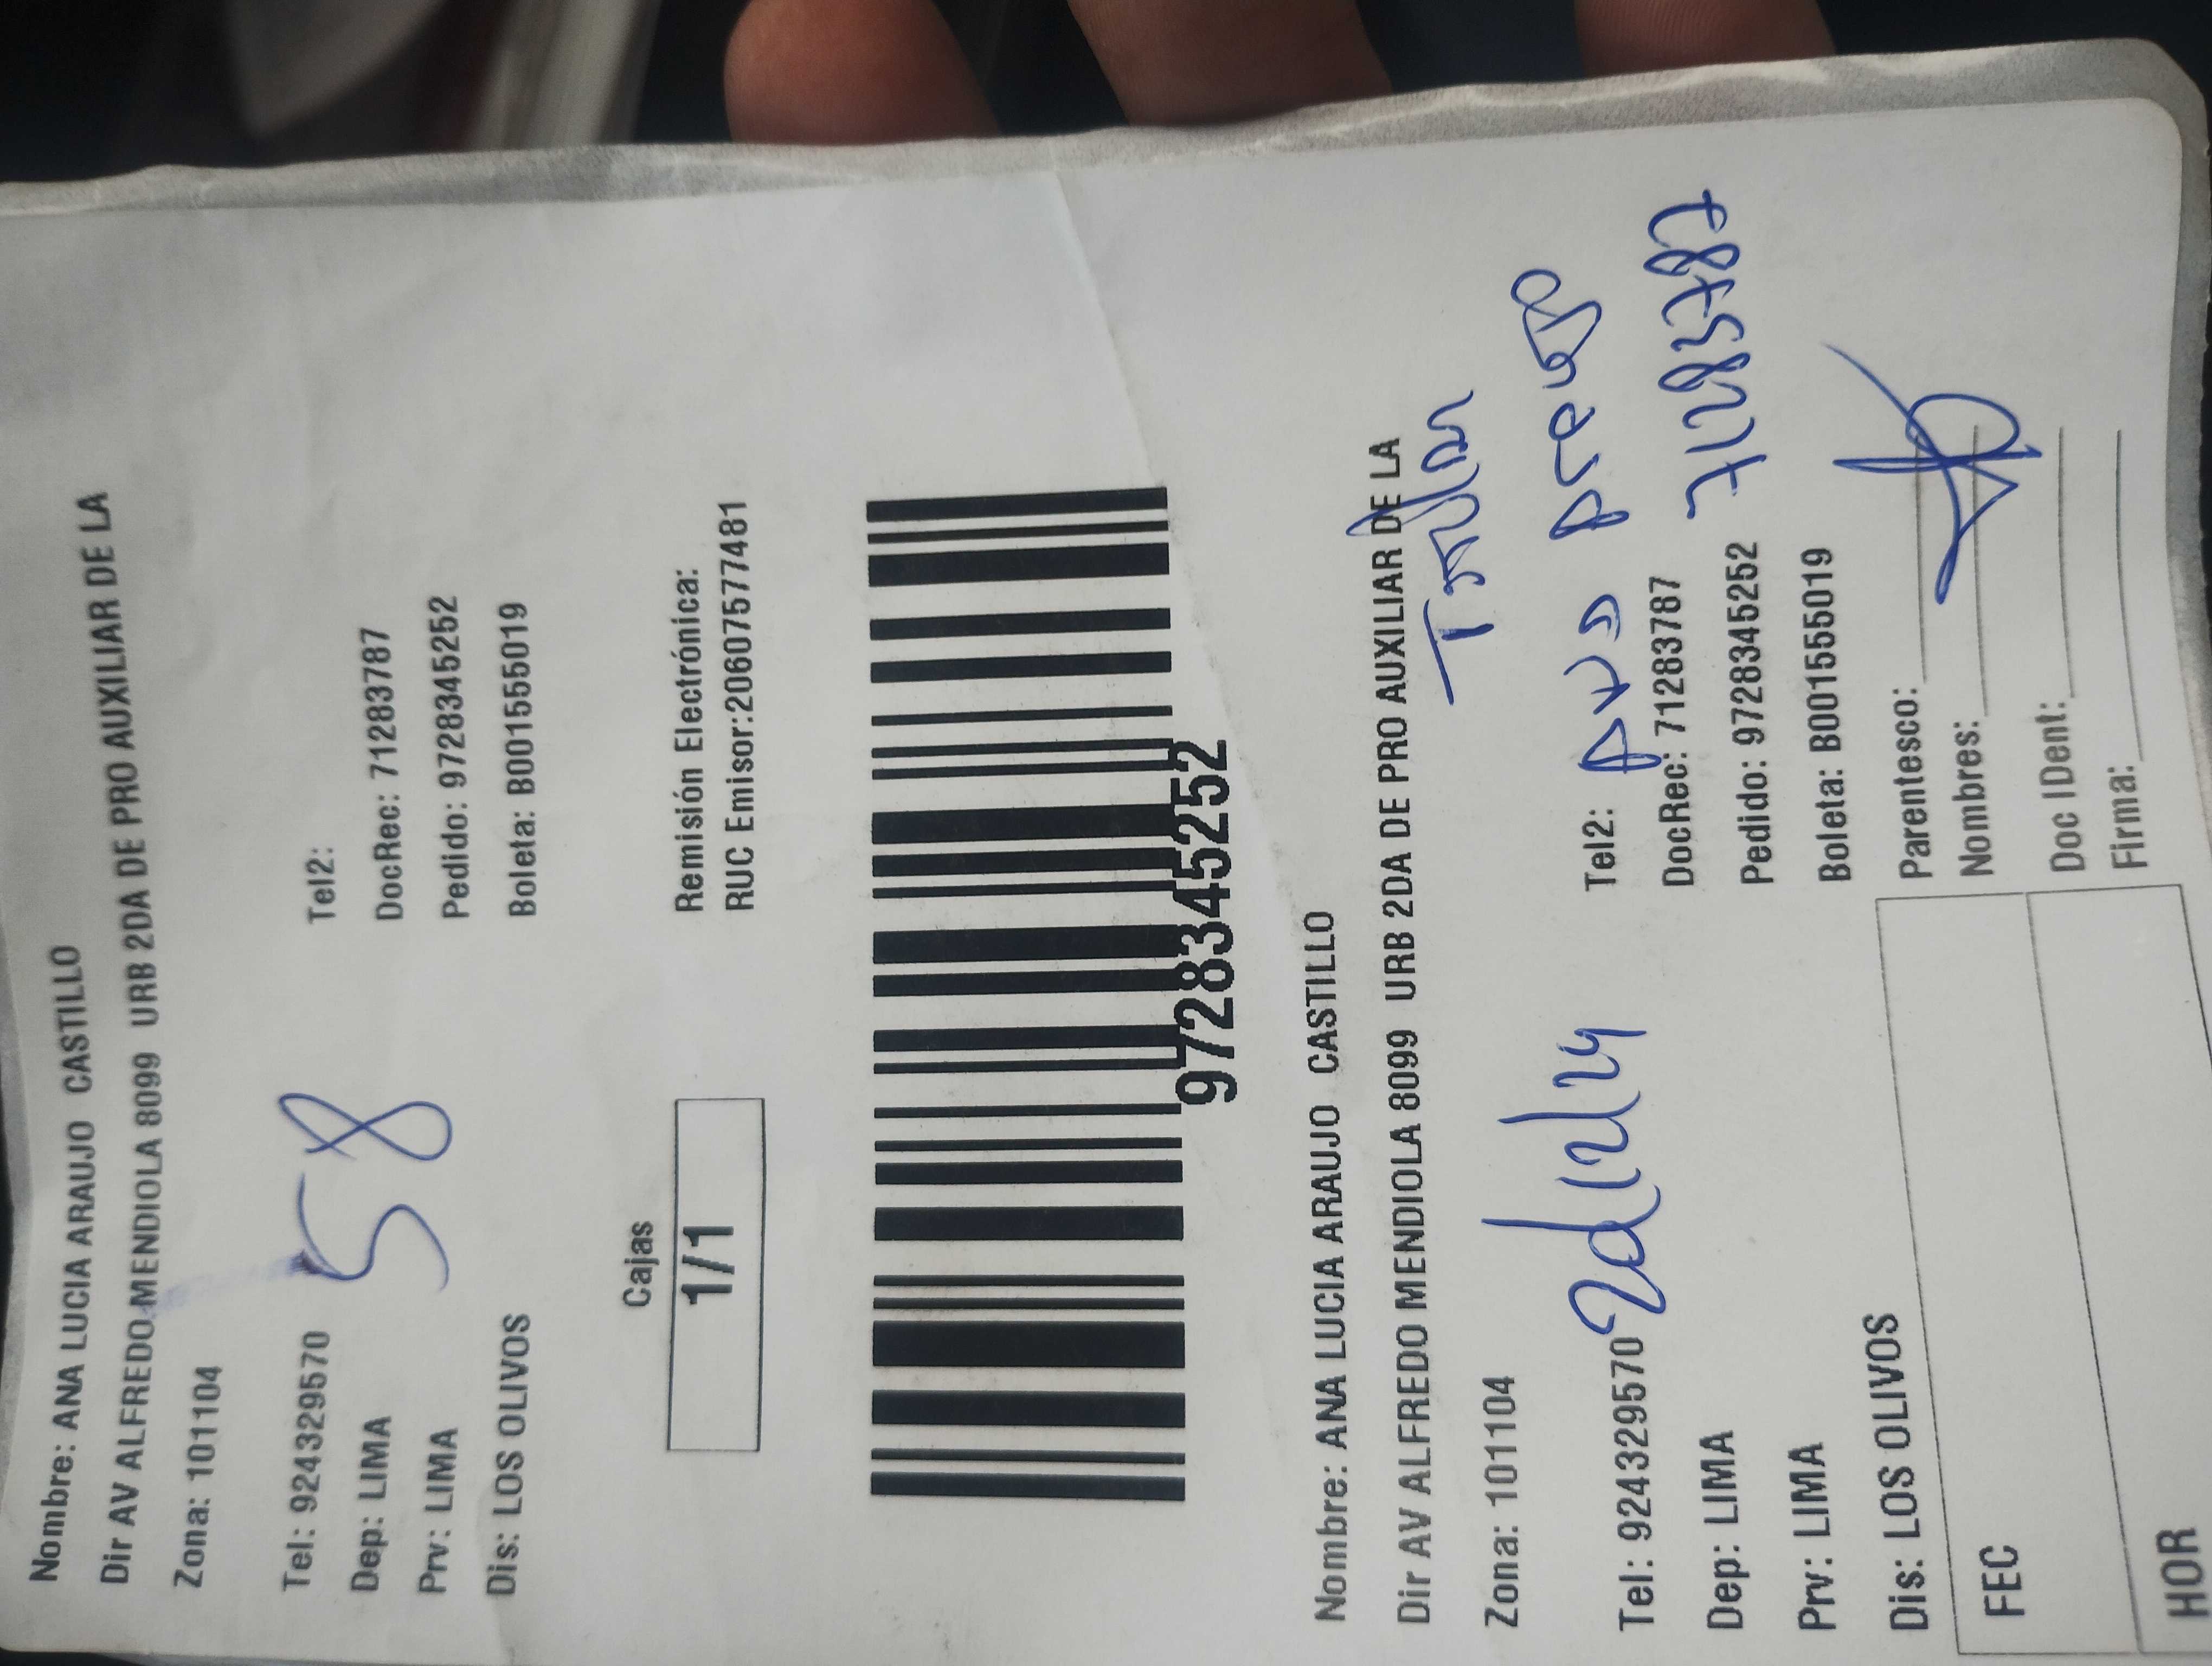 Nombre: ANA LUCIA ARAUJO CASTILLO
Dir AV ALFREDO MENDIOLA 8099 URB 2DA DE PRO AUXILIAR DE LA
Zona: 101104
Tel: 924329570
Tel2:
58
Dep: LIMA
DocRec: 71283787
Prv: LIMA
Pedido: 97283345252
Dis: LOS OLIVOS
Boleta: B001555019
Cajas
1/1
Remisión Electrónica:
RUC Emisor:20607577481
97283345252
Nombre: ANA LUCIA ARAUJO CASTILLO
Dir AV ALFREDO MENDIOLA 8099 URB 2DA DE PRO AUXILIAR DE LA
Zona: 101104
Tel: 924329570
Tel2:
Dep: LIMA
DocRec: 71283787
71283787
Prv: LIMA
Pedido: 97283345252
Dis: LOS OLIVOS
Boleta: B001555019
FEC
Parentesco:
Nombres:
HOR
Doc IDent:
Firma: